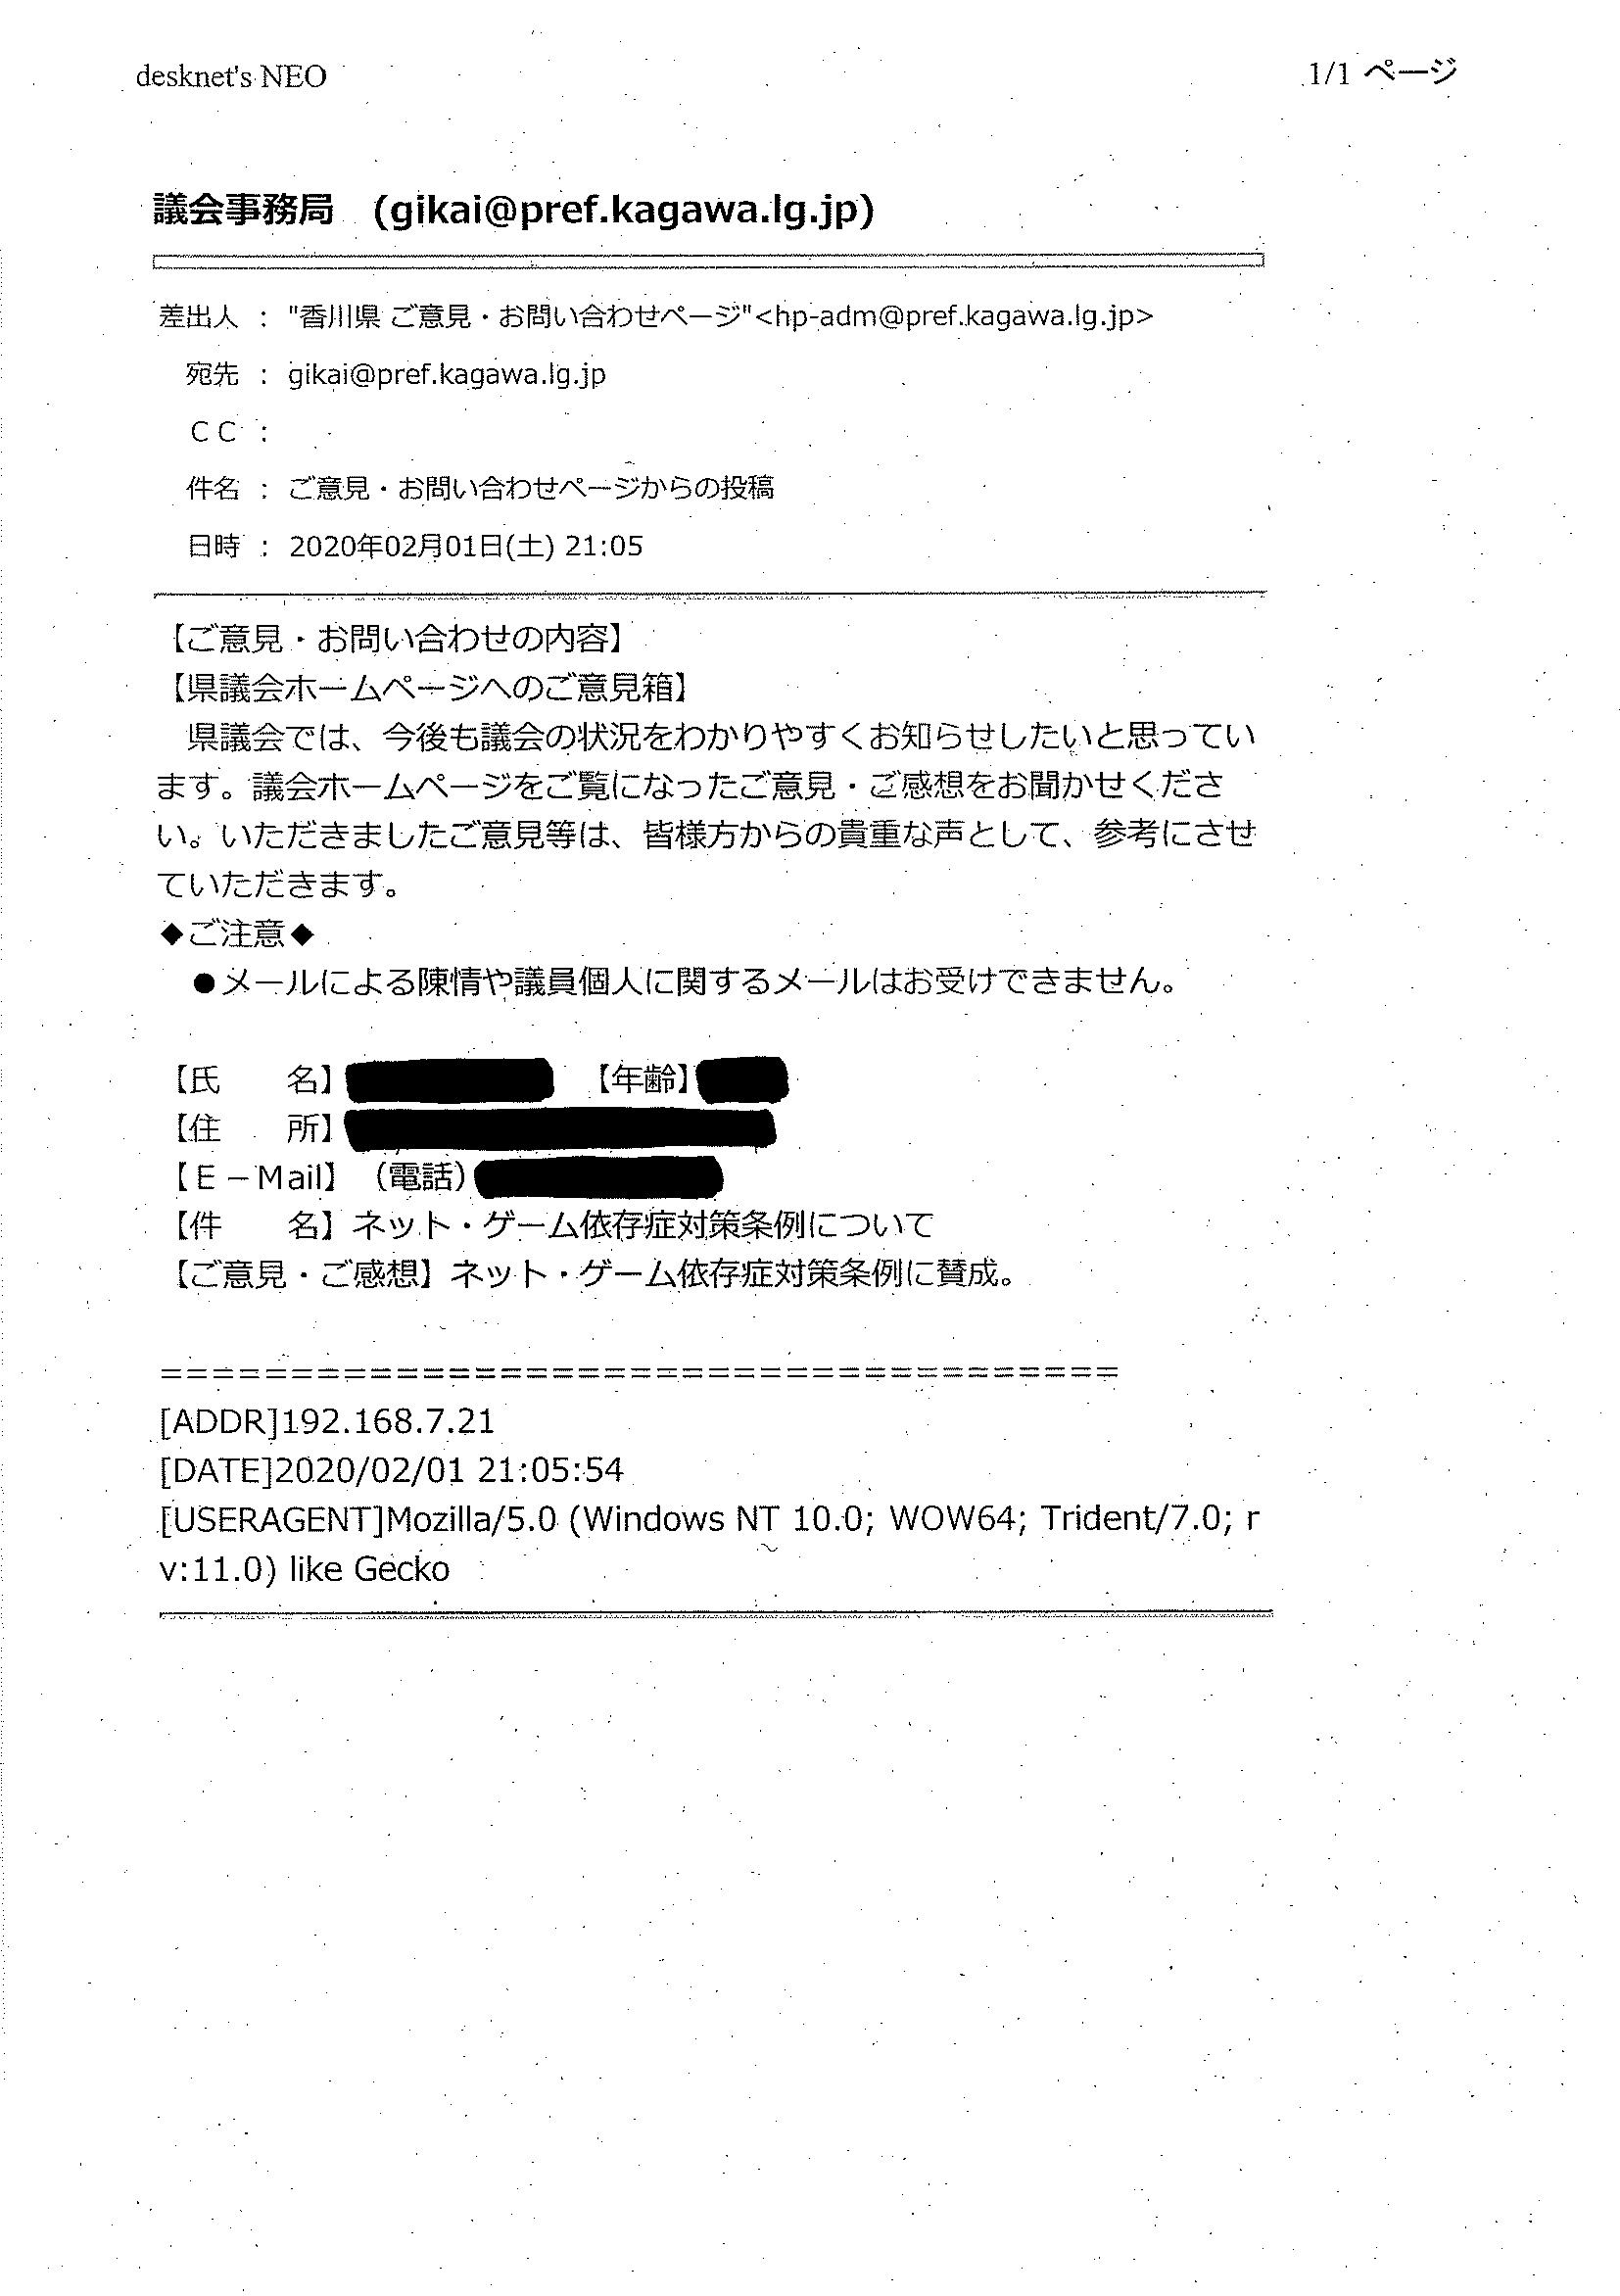 desknet's NEO
1/1 ページ
議会事務局　(gikai@pref.kagawa.lg.jp)
差出人 : "香川県 ご意見・お問い合わせページ"<hp-adm@pref.kagawa.lg.jp>
宛先 : gikai@pref.kagawa.lg.jp
ＣＣ :
件名 : ご意見・お問い合わせページからの投稿
日時 : 2020年02月01日(土) 21:05
【ご意見・お問い合わせの内容】
【県議会ホームページへのご意見箱】
　県議会では、今後も議会の状況をわかりやすくお知らせしたいと思ってい
ます。議会ホームページをご覧になったご意見・ご感想をお聞かせくださ
い。いただきましたご意見等は、皆様方からの貴重な声として、参考にさせ
ていただきます。
◆ご注意◆
　●メールによる陳情や議員個人に関するメールはお受けできません。
【氏　　名】　【年齢】
【住　　所】
【Ｅ－Mail】（電話）
【件　　名】ネット・ゲーム依存症対策条例について
【ご意見・ご感想】ネット・ゲーム依存症対策条例に賛成。
=====================================
[ADDR]192.168.7.21
[DATE]2020/02/01 21:05:54
[USERAGENT]Mozilla/5.0 (Windows NT 10.0; WOW64; Trident/7.0; r
v:11.0) like Gecko